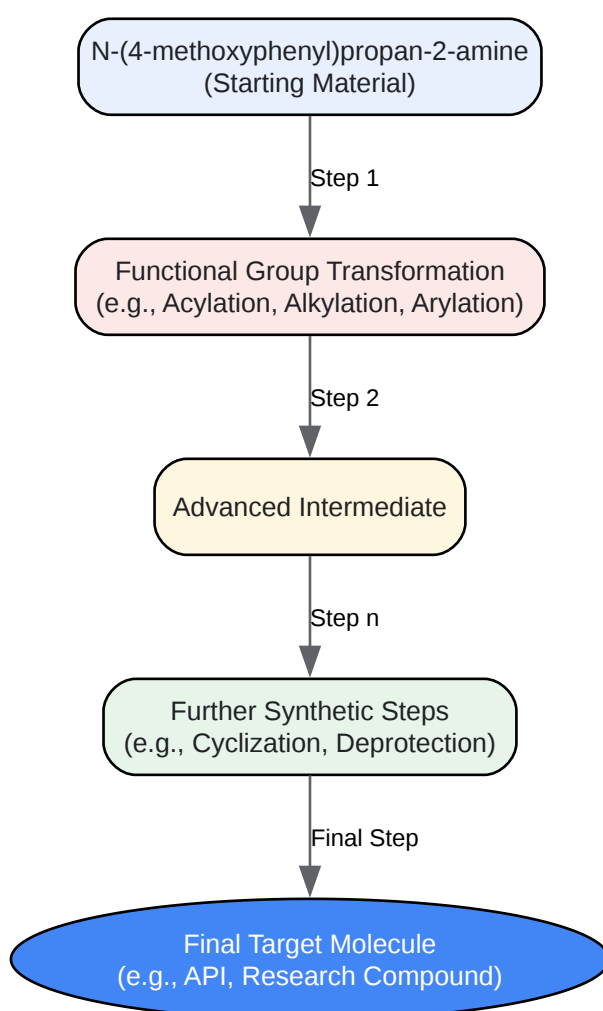 N-(4-methoxyphenyl)propan-2-amine
(Starting Material)
Step 1
Functional Group Transformation
(e.g., Acylation, Alkylation, Arylation)
Step 2
Advanced Intermediate
Step n
Further Synthetic Steps
(e.g., Cyclization, Deprotection)
Final Step
Final Target Molecule
(e.g., API, Research Compound)